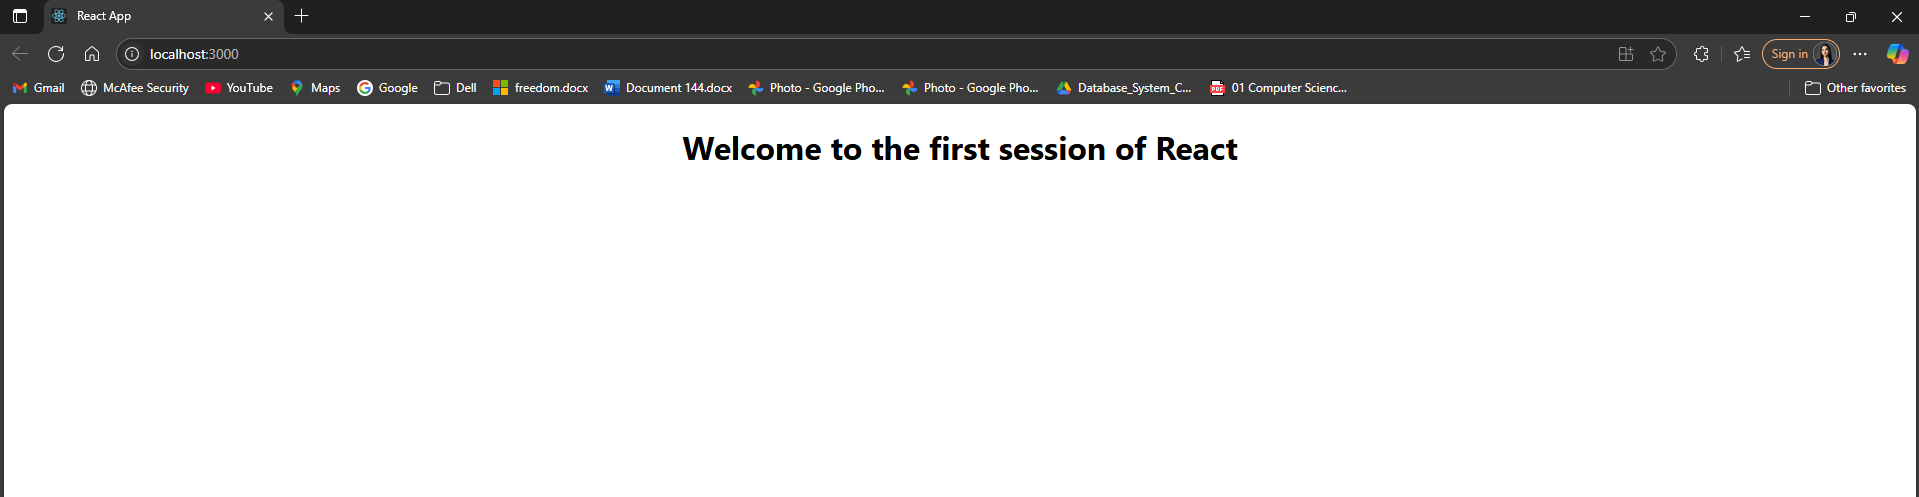 React App
localhost:3000
Sign in
Gmail McAfee Security YouTube Maps Google Dell freedom.docx Document 144.docx Photo - Google Pho... Photo - Google Pho... Database_System_C... PDF 01 Computer Scienc... Other favorites
Welcome to the first session of React